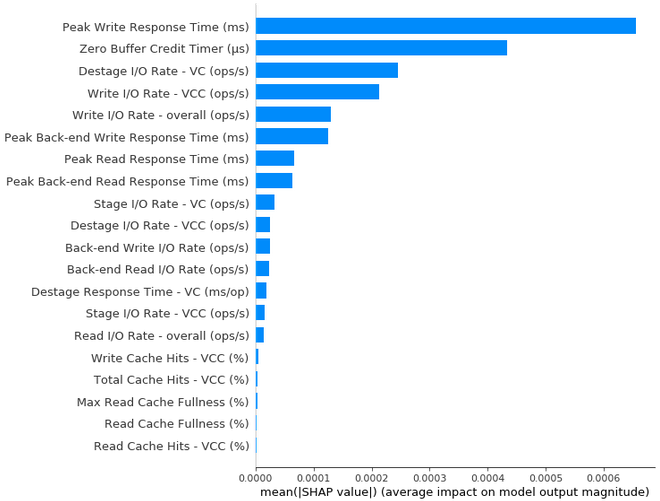 Peak Write Response Time (ms)
Zero Buffer Credit Timer (µs)
Destage I/O Rate - VC (ops/s)
Write I/O Rate - VCC (ops/s)
Write I/O Rate - overall (ops/s)
Peak Back-end Write Response Time (ms)
Peak Read Response Time (ms)
Peak Back-end Read Response Time (ms)
Stage I/O Rate - VC (ops/s)
Destage I/O Rate - VCC (ops/s)
Back-end Write I/O Rate (ops/s)
Back-end Read I/O Rate (ops/s)
Destage Response Time - VC (ms/op)
Stage I/O Rate - VCC (ops/s)
Read I/O Rate - overall (ops/s)
Write Cache Hits - VCC (%)
Total Cache Hits - VCC (%)
Max Read Cache Fullness (%)
Read Cache Fullness (%)
Read Cache Hits - VCC (%)
0.0000 0.0001 0.0002 0.0003 0.0004 0.0005 0.0006
mean(|SHAP value|) (average impact on model output magnitude)